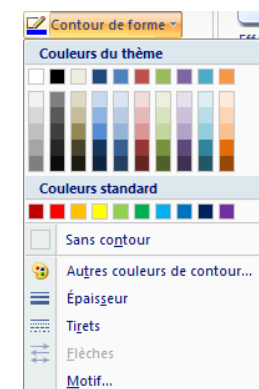 Contour de forme
Couleurs du thème
Couleurs standard
Sans contour
Autres couleurs de contour...
Épaisseur
Tirets
Flèches
Motif...